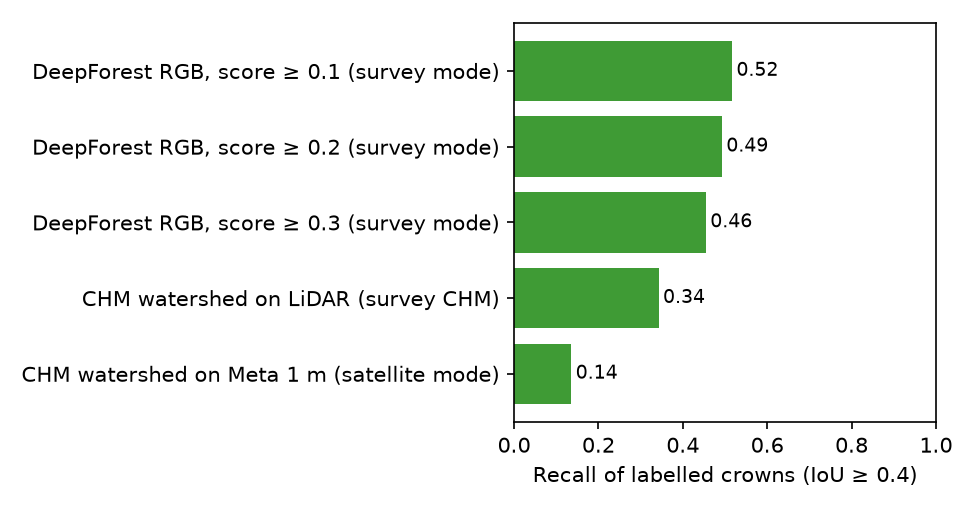 DeepForest RGB, score ≥ 0.1 (survey mode) 0.52
DeepForest RGB, score ≥ 0.2 (survey mode) 0.49
DeepForest RGB, score ≥ 0.3 (survey mode) 0.46
CHM watershed on LiDAR (survey CHM) 0.34
CHM watershed on Meta 1 m (satellite mode) 0.14
0.0 0.2 0.4 0.6 0.8 1.0
Recall of labelled crowns (IoU ≥ 0.4)